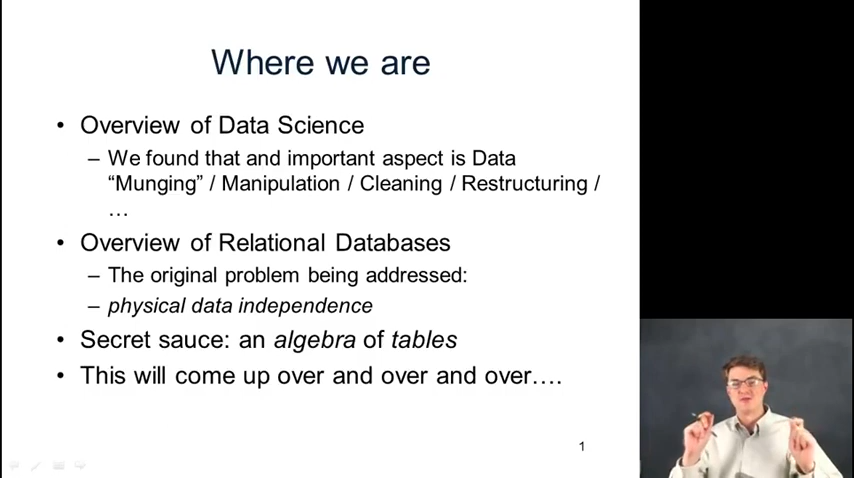 Where we are
• Overview of Data Science
– We found that and important aspect is Data
“Munging” / Manipulation / Cleaning / Restructuring /
…
• Overview of Relational Databases
– The original problem being addressed:
– physical data independence
• Secret sauce: an algebra of tables
• This will come up over and over and over….
1